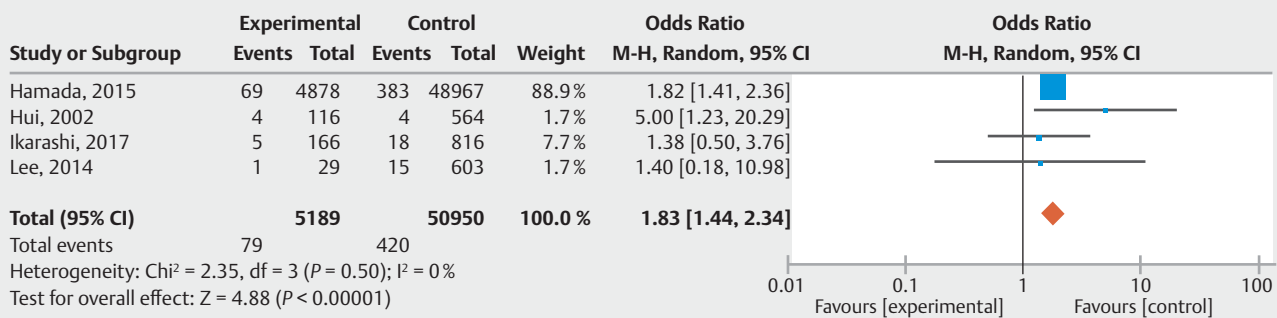 Experimental Control Odds Ratio Odds Ratio
Study or Subgroup Events Total Events Total Weight M-H, Random, 95% CI M-H, Random, 95% CI
Hamada, 2015 69 4878 383 48967 88.9 % 1.82 [1.41, 2.36]
Hui, 2002 4 116 4 564 1.7 % 5.00 [1.23, 20.29]
Ikarashi, 2017 5 166 18 816 7.7 % 1.38 [0.50, 3.76]
Lee, 2014 1 29 15 603 1.7 % 1.40 [0.18, 10.98]
Total (95% CI) 5189 50950 100.0 % 1.83 [1.44, 2.34]
Total events 79 420
Heterogeneity: Chi² = 2.35, df = 3 (P = 0.50); I² = 0 %
Test for overall effect: Z = 4.88 (P < 0.00001)
0.01 0.1 1 10 100
Favours [experimental] Favours [control]